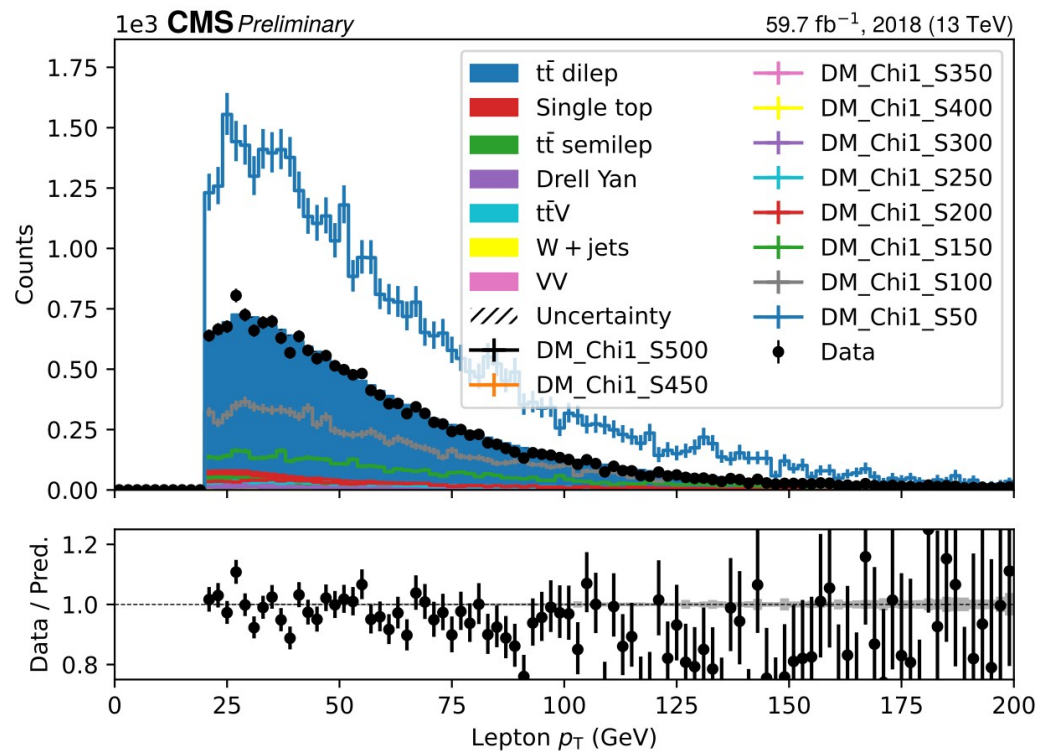 1e3 CMS Preliminary 59.7 fb⁻¹, 2018 (13 TeV)
Counts
1.75
1.50
1.25
1.00
0.75
0.50
0.25
0.00
tt̄ dilep
Single top
tt̄ semilep
Drell Yan
tt̄V
W + jets
VV
Uncertainty
DM_Chi1_S500
DM_Chi1_S450
DM_Chi1_S350
DM_Chi1_S400
DM_Chi1_S300
DM_Chi1_S250
DM_Chi1_S200
DM_Chi1_S150
DM_Chi1_S100
DM_Chi1_S50
Data
Data / Pred.
1.2
1.0
0.8
0 25 50 75 100 125 150 175 200
Lepton p_T (GeV)